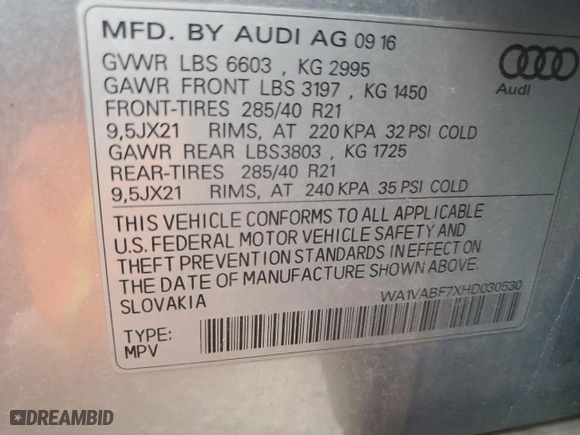 MFD. BY AUDI AG 09 16
GVWR LBS 6603 , KG 2995
GAWR FRONT LBS 3197 , KG 1450
FRONT-TIRES 285/40 R21
9,5JX21 RIMS, AT 220 KPA 32 PSI COLD
GAWR REAR LBS3803 , KG 1725
REAR-TIRES 285/40 R21
9,5JX21 RIMS, AT 240 KPA 35 PSI COLD
Audi
THIS VEHICLE CONFORMS TO ALL APPLICABLE
U.S. FEDERAL MOTOR VEHICLE SAFETY AND
THEFT PREVENTION STANDARDS IN EFFECT ON
THE DATE OF MANUFACTURE SHOWN ABOVE.
SLOVAKIA
WA1VABF7XHD030530
TYPE:
MPV
DREAMBID